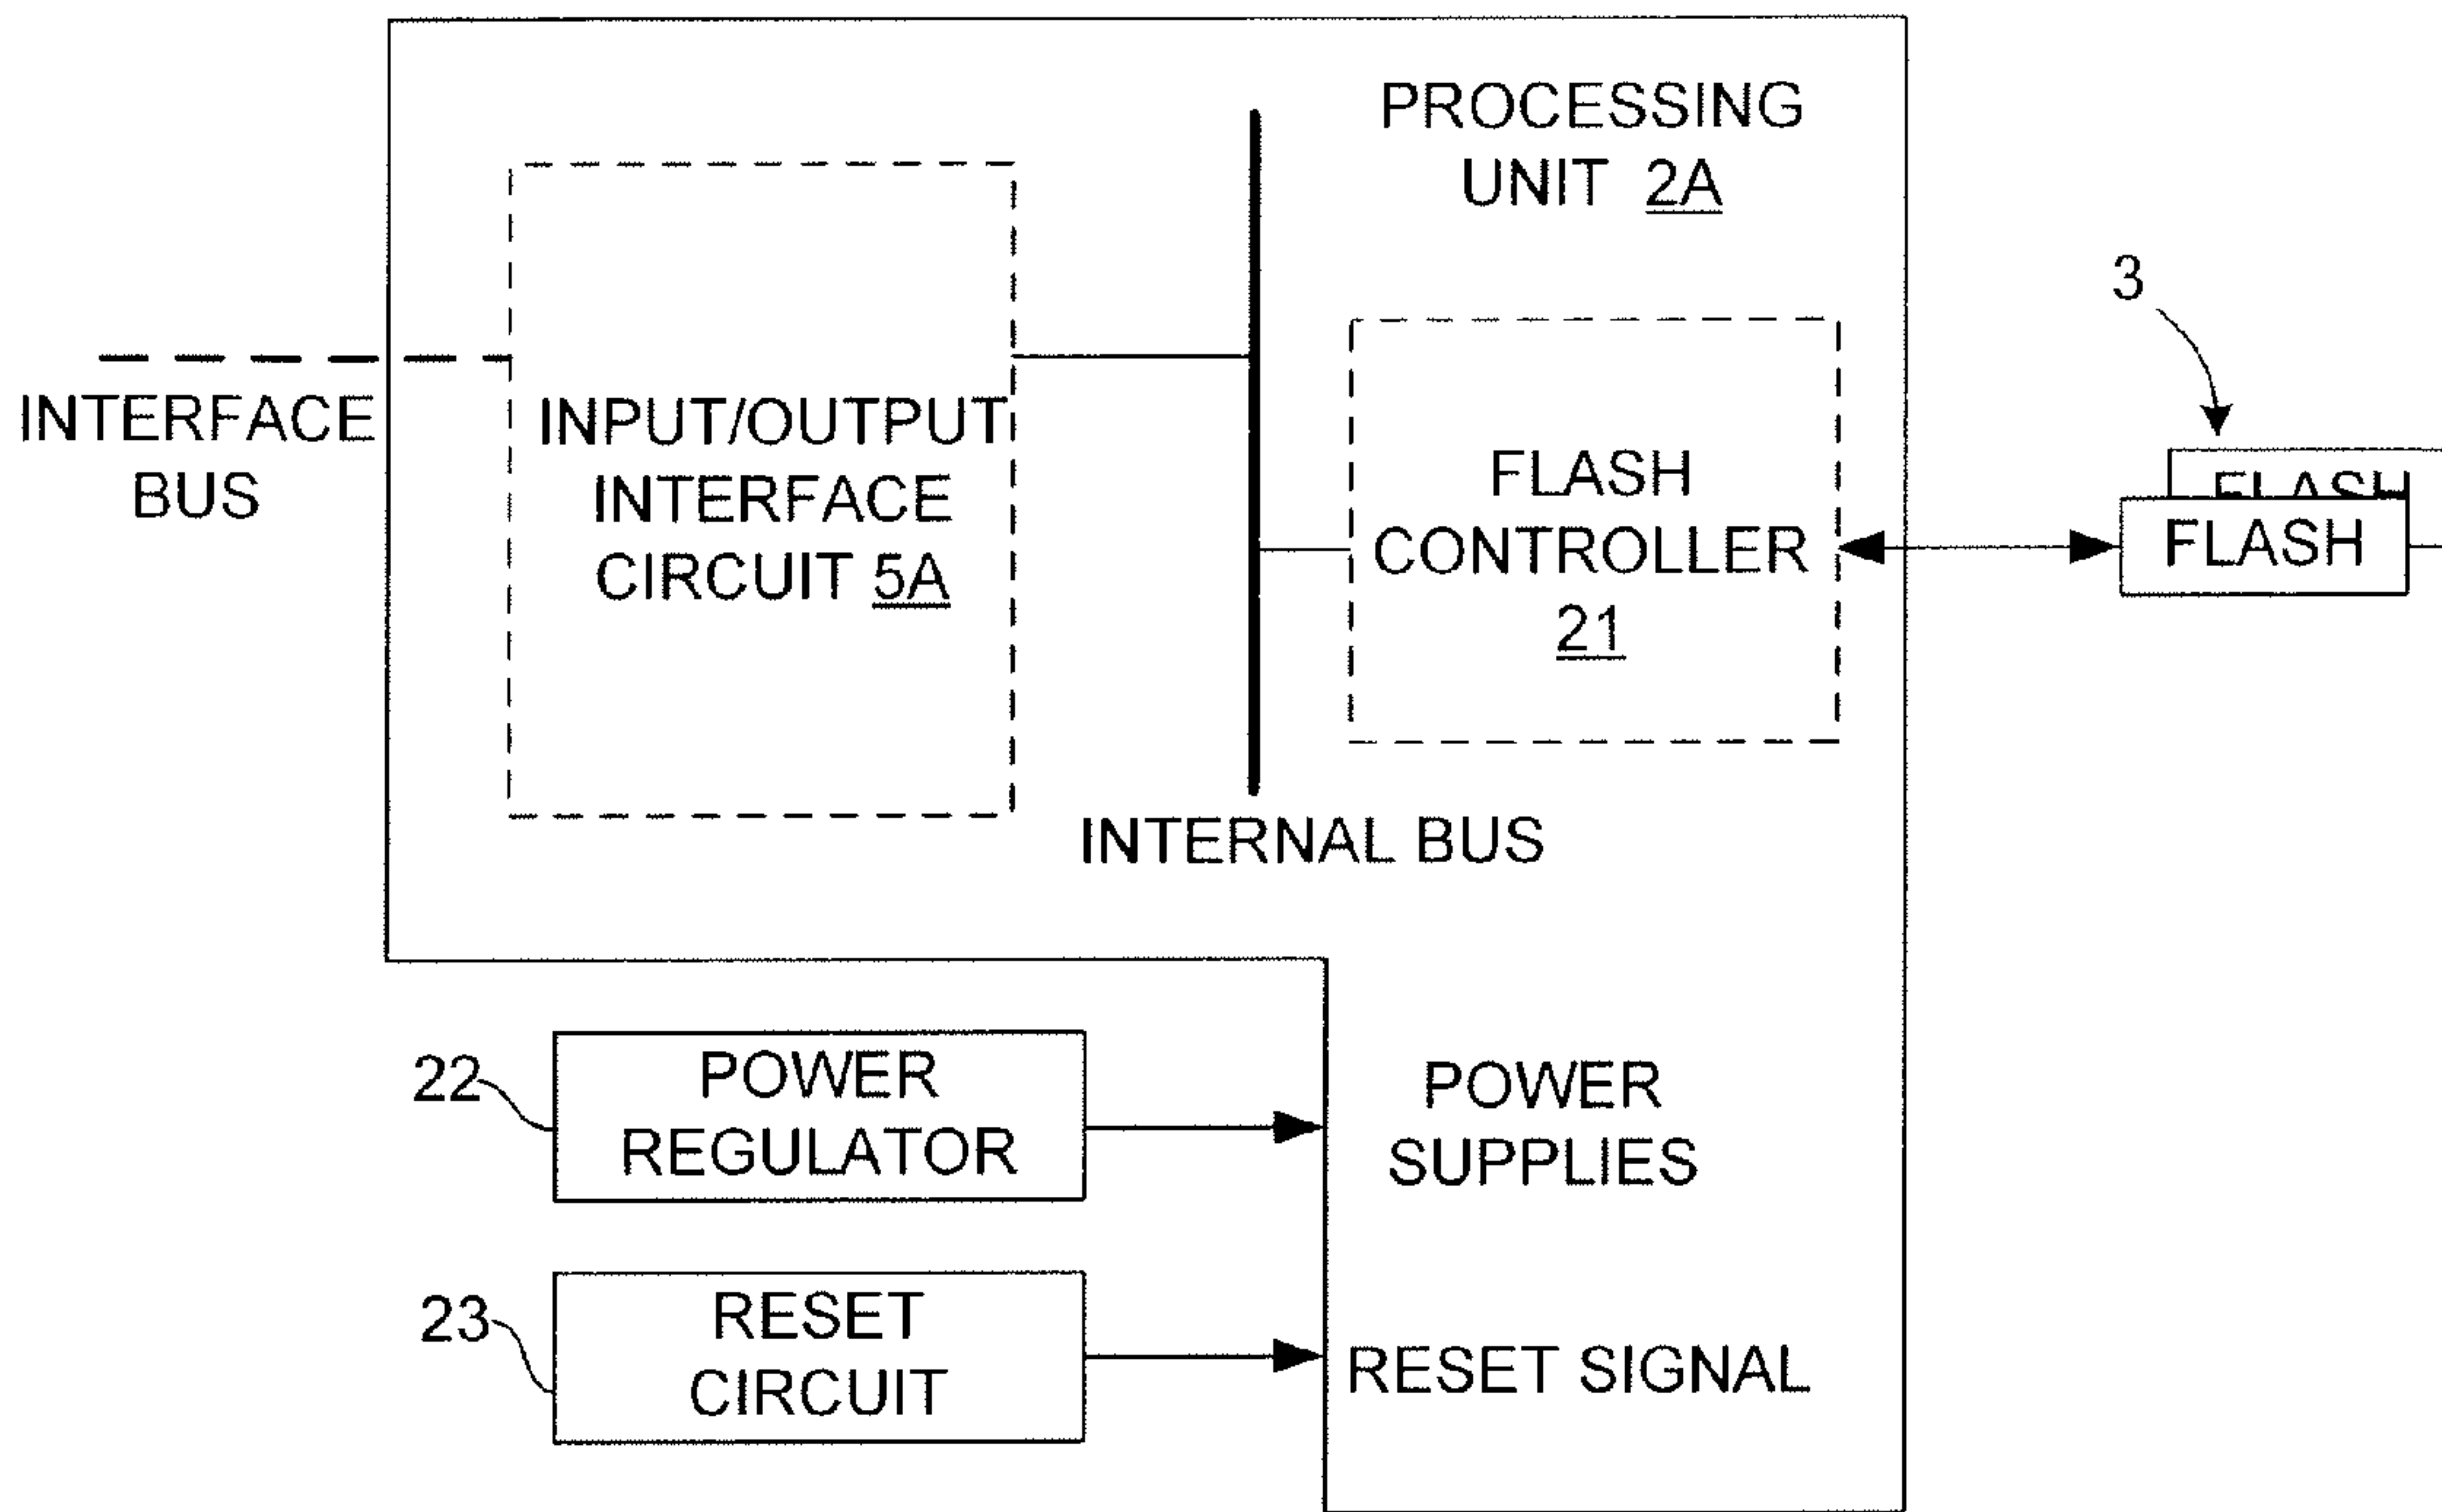 PROCESSING
UNIT 2A
3
INTERFACE
BUS
INPUT/OUTPUT
INTERFACE
CIRCUIT 5A
FLASH
CONTROLLER
21
FLASH
FLASH
INTERNAL BUS
22
POWER
REGULATOR
POWER
SUPPLIES
23
RESET
CIRCUIT
RESET SIGNAL